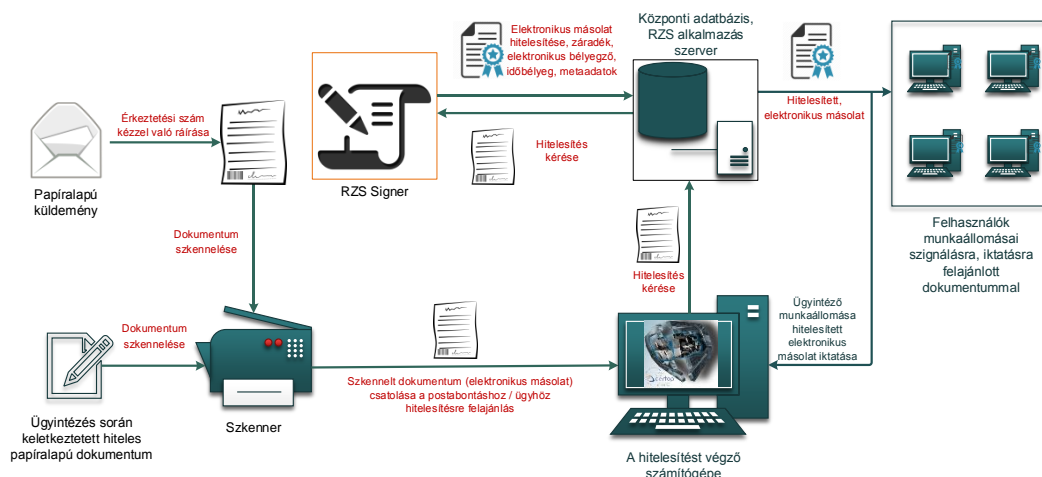 Elektronikus másolat
hitelesítése, záradék,
elektronikus bélyegző,
időbélyeg, metaadatok
Központi adatbázis,
RZS alkalmazás
szerver
Érkeztetési szám
kézzel való ráírása
Hitelesítés
kérése
Hitelesített,
elektronikus másolat
Papíralapú
küldemény
RZS Signer
Felhasználók
munkaállomásai
szignálásra, iktatásra
felajánlott
dokumentummal
Dokumentum
szkennelése
Hitelesítés
kérése
Ügyintéző
munkaállomása
hitelesített
elektronikus
másolat iktatása
Dokumentum
szkennelése
Szkennelt dokumentum (elektronikus másolat)
csatolása a postabontáshoz / ügyhöz
hitelesítésre felajánlás
Ügyintézés során
keletkeztetett hiteles
papíralapú dokumentum
Szkenner
A hitelesítést végző
számítógépe